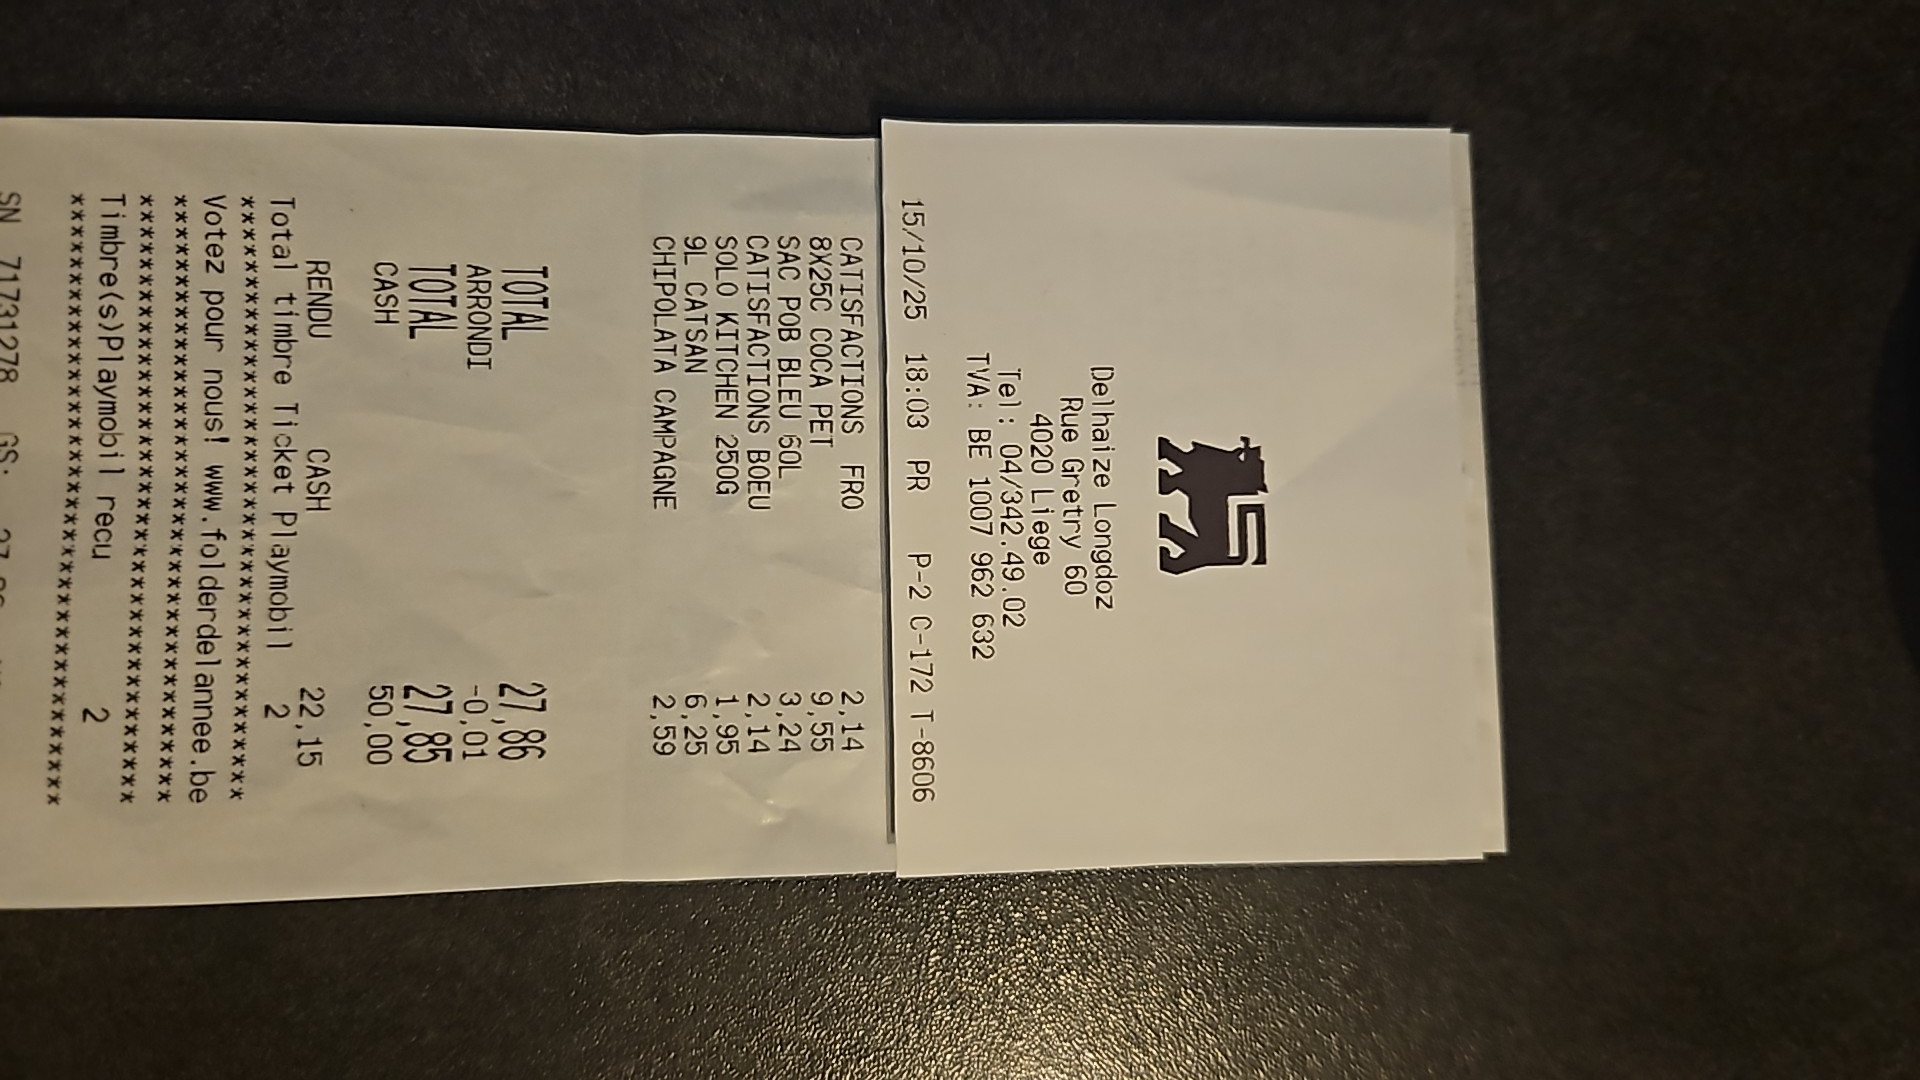 Delhaize Longdoz
Rue Gretry 60
4020 Liege
Tel: 04/342.49.02
TVA: BE 1007 962 632
15/10/25 18:03 PR P-2 C-172 T-8606
CATISFACTIONS FRO 2,14
8X25C COCA PET 9,55
SAC POB BLEU 60L 3,24
CATISFACTIONS BOEU 2,14
SOLO KITCHEN 250G 1,95
9L CATSAN 6,25
CHIPOLATA CAMPAGNE 2,59
TOTAL 27,86
ARRONDI -0,01
TOTAL 27,85
CASH 50,00
RENDU CASH 22,15
Total timbre Ticket Playmobil 2
****************************************
Votez pour nous! www.folderdelannee.be
****************************************
****************************************
Timbre(s)Playmobil recu 2
****************************************
SN 71731278 GS: